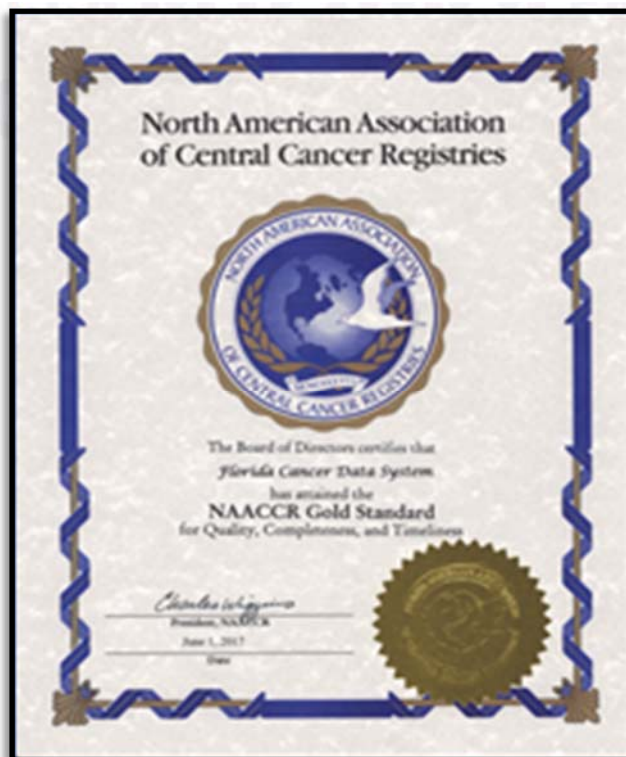 North American Association
of Central Cancer Registries
NORTH AMERICAN ASSOCIATION
OF CENTRAL CANCER REGISTRIES
The Board of Directors certifies that
Florida Cancer Data System
has attained the
NAACCR Gold Standard
for Quality, Completeness, and Timeliness
Charles Wiggins
President, NAACCR
June 1, 2017
Date